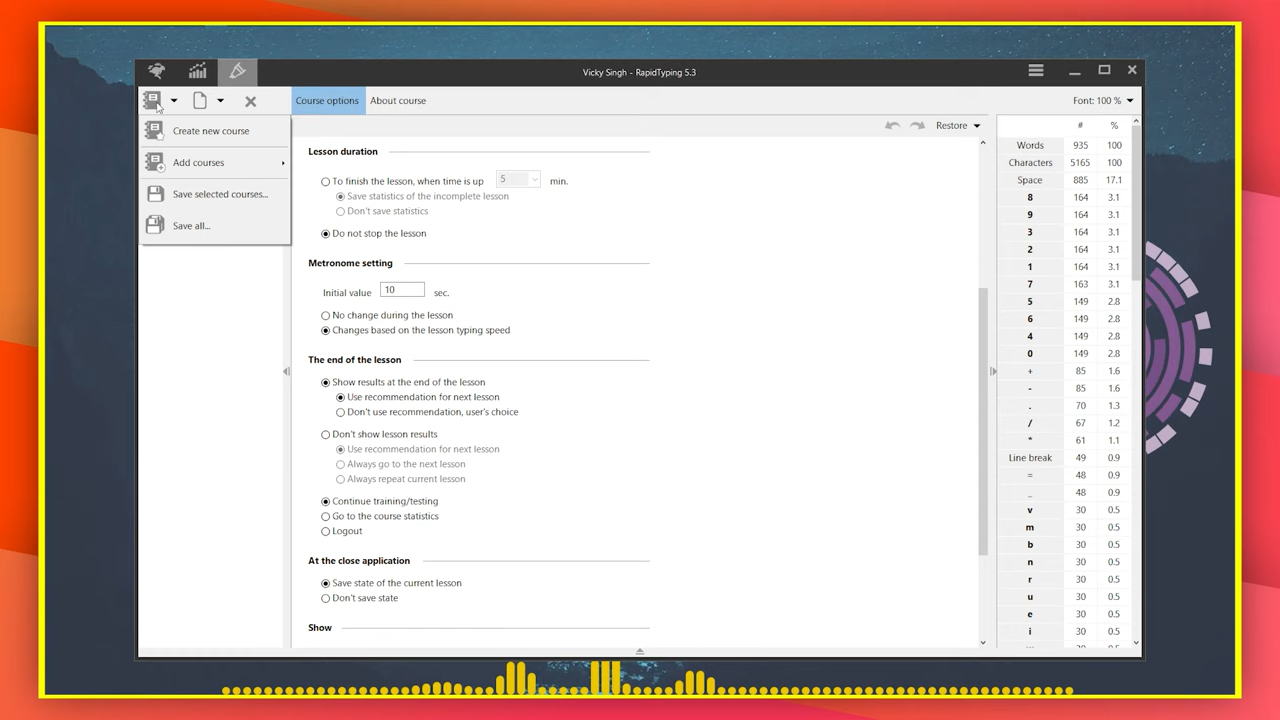 Vicky Singh - RapidTyping 5.3
Course options
About course
Font: 100 %
Create new course
Add courses
Save selected courses...
Save all...
Restore
Lesson duration
To finish the lesson, when time is up 5 min.
Save statistics of the incomplete lesson
Don't save statistics
Do not stop the lesson
Metronome setting
Initial value 10 sec.
No change during the lesson
Changes based on the lesson typing speed
The end of the lesson
Show results at the end of the lesson
Use recommendation for next lesson
Don't use recommendation, user's choice
Don't show lesson results
Use recommendation for next lesson
Always go to the next lesson
Always repeat current lesson
Continue training/testing
Go to the course statistics
Logout
At the close application
Save state of the current lesson
Don't save state
Show
# %
Words 935 100
Characters 5165 100
Space 885 17.1
8 164 3.1
9 164 3.1
3 164 3.1
2 164 3.1
1 164 3.1
7 163 3.1
5 149 2.8
6 149 2.8
4 149 2.8
0 149 2.8
+ 85 1.6
- 85 1.6
. 70 1.3
/ 67 1.2
* 61 1.1
Line break 49 0.9
= 48 0.9
_ 48 0.9
v 30 0.5
m 30 0.5
b 30 0.5
n 30 0.5
r 30 0.5
u 30 0.5
e 30 0.5
i 30 0.5